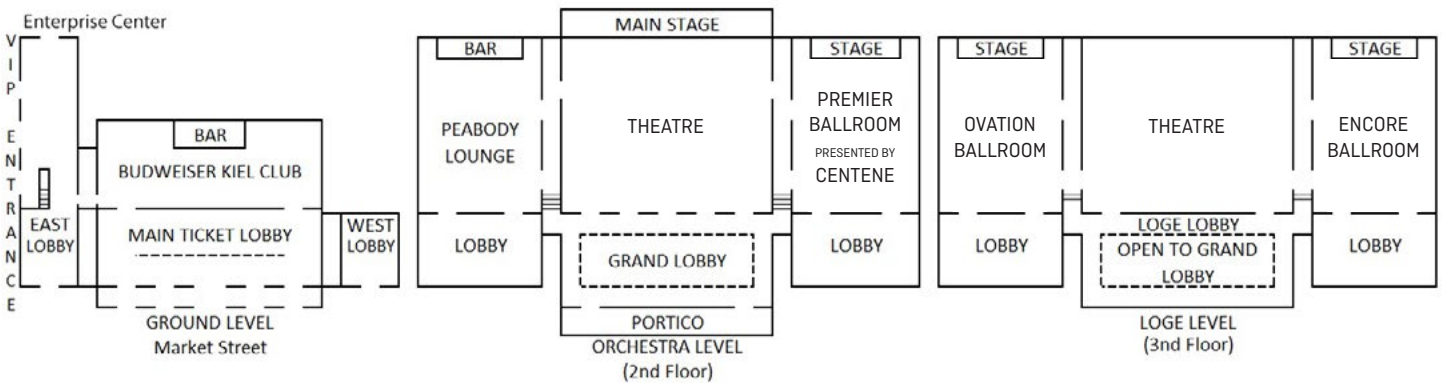 Enterprise Center
VIP ENTRANCE
BAR
BUDWEISER KIEL CLUB
EAST
LOBBY
MAIN TICKET LOBBY
WEST
LOBBY
GROUND LEVEL
Market Street
MAIN STAGE
BAR
STAGE
PEABODY
LOUNGE
THEATRE
PREMIER
BALLROOM
PRESENTED BY
CENTENE
LOBBY
GRAND LOBBY
LOBBY
PORTICO
ORCHESTRA LEVEL
(2nd Floor)
STAGE
STAGE
OVATION
BALLROOM
THEATRE
ENCORE
BALLROOM
LOGE LOBBY
LOBBY
OPEN TO GRAND
LOBBY
LOBBY
LOGE LEVEL
(3nd Floor)